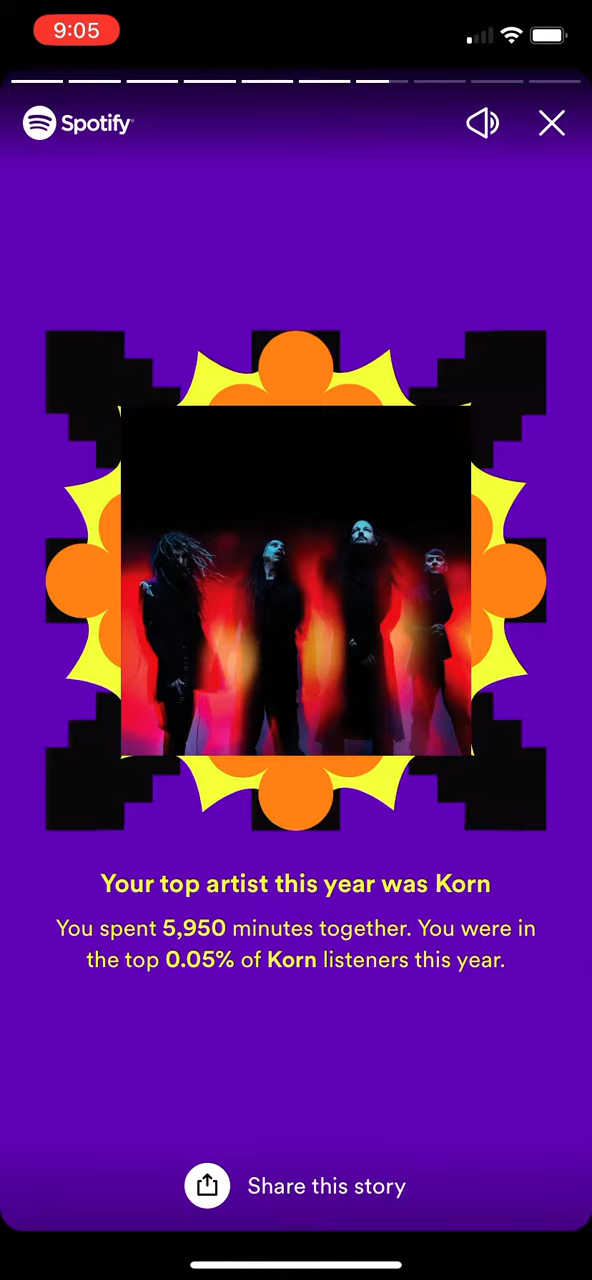 9:05
Spotify
Your top artist this year was Korn
You spent 5,950 minutes together. You were in
the top 0.05% of Korn listeners this year.
Share this story